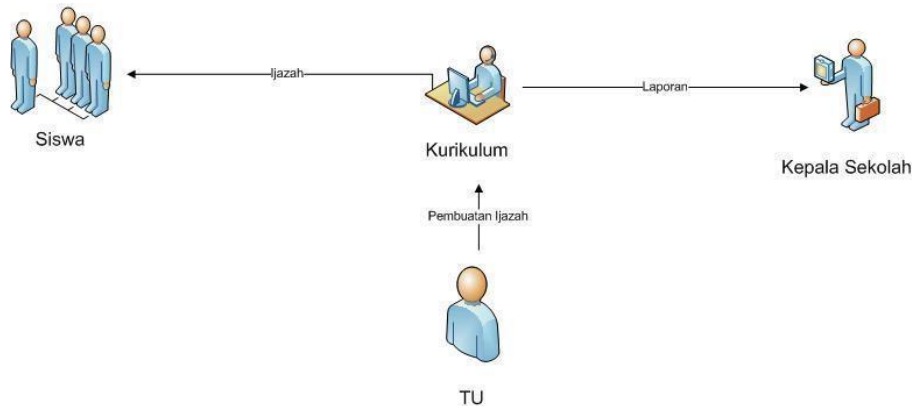 Ijazah
Laporan
Siswa
Kurikulum
Kepala Sekolah
Pembuatan Ijazah
TU